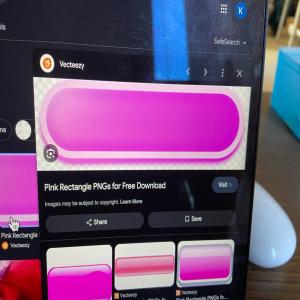 K
SafeSearch
Vecteezy
Pink Rectangle PNGs for Free Download
Visit
Images may be subject to copyright. Learn More
Share
Save
Pink Rectangle
Vecteezy
Vecteezy
Vecteezy